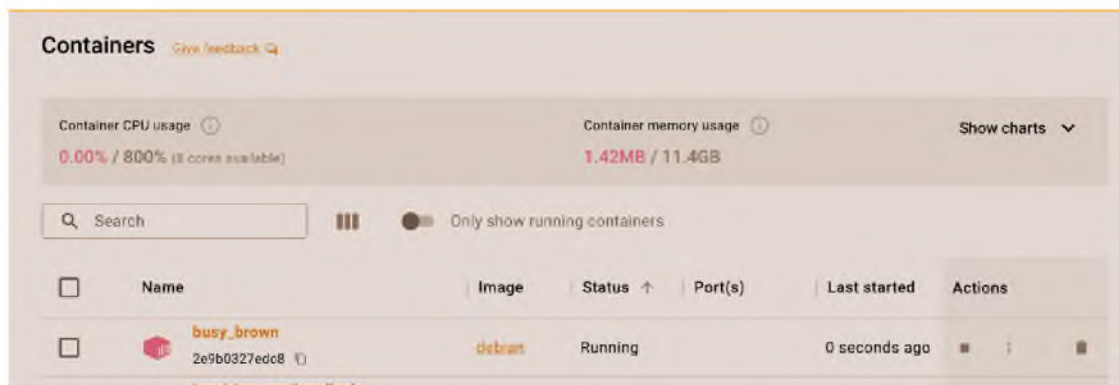 Containers Give feedback
Container CPU usage Container memory usage Show charts
0.00% / 800% (8 cores available) 1.42MB / 11.4GB
Search Only show running containers
Name Image Status ↑ Port(s) Last started Actions
busy_brown
2e9b0327edc8 debian Running 0 seconds ago